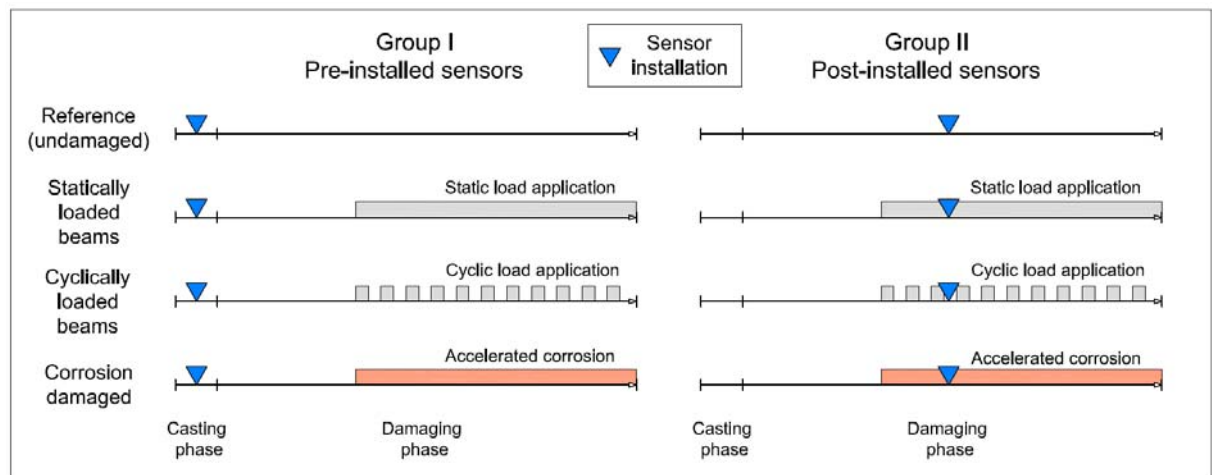 Group I
Pre-installed sensors
Sensor
installation
Group II
Post-installed sensors
Reference
(undamaged)
Statically
loaded
beams
Static load application
Static load application
Cyclically
loaded
beams
Cyclic load application
Cyclic load application
Corrosion
damaged
Accelerated corrosion
Accelerated corrosion
Casting
phase
Damaging
phase
Casting
phase
Damaging
phase